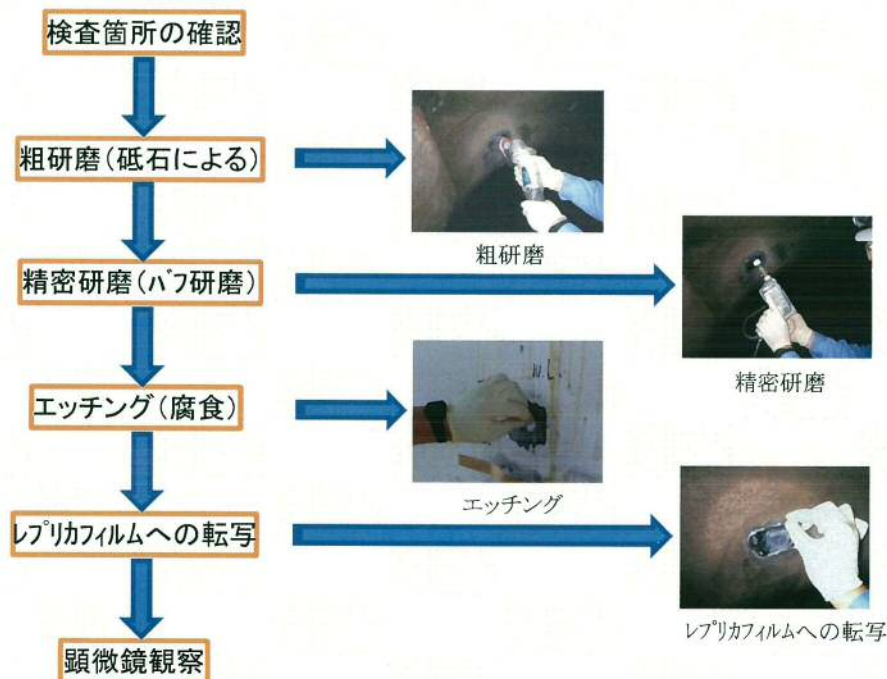 検査箇所の確認
粗研磨(砥石による)
粗研磨
精密研磨(バフ研磨)
精密研磨
エッチング(腐食)
W.L.
エッチング
レプリカフィルムへの転写
レプリカフィルムへの転写
顕微鏡観察